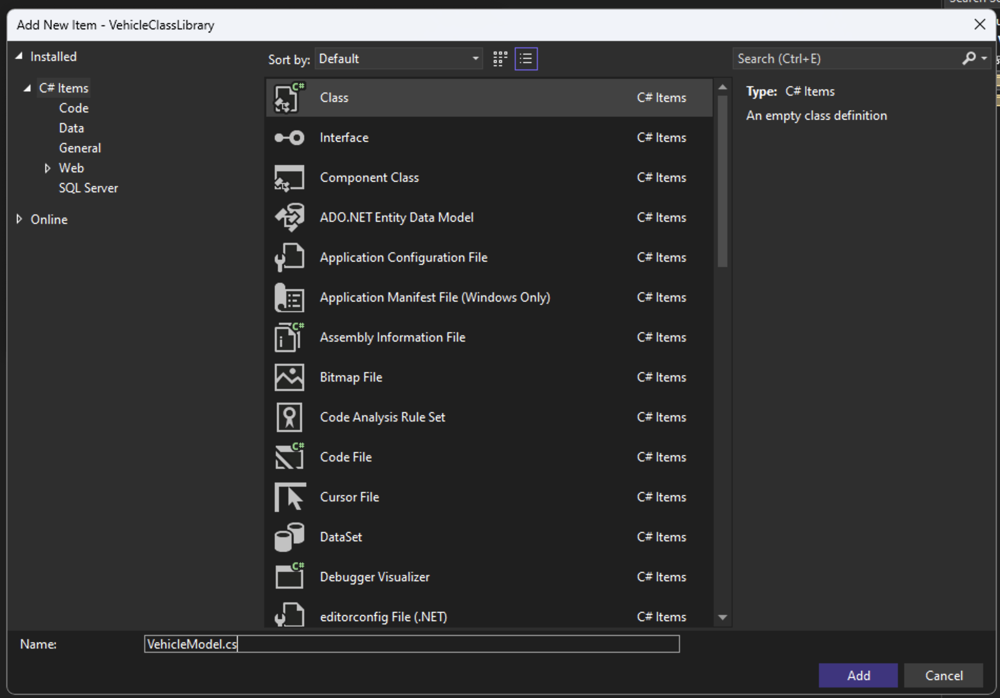 Add New Item - VehicleClassLibrary
Installed
C# Items
Code
Data
General
Web
SQL Server
Online
Sort by: Default
Search (Ctrl+E)
Class C# Items
Interface C# Items
Component Class C# Items
ADO.NET Entity Data Model C# Items
Application Configuration File C# Items
Application Manifest File (Windows Only) C# Items
Assembly Information File C# Items
Bitmap File C# Items
Code Analysis Rule Set C# Items
Code File C# Items
Cursor File C# Items
DataSet C# Items
Debugger Visualizer C# Items
editorconfig File (.NET) C# Items
Type: C# Items
An empty class definition
Name: VehicleModel.cs
Add Cancel